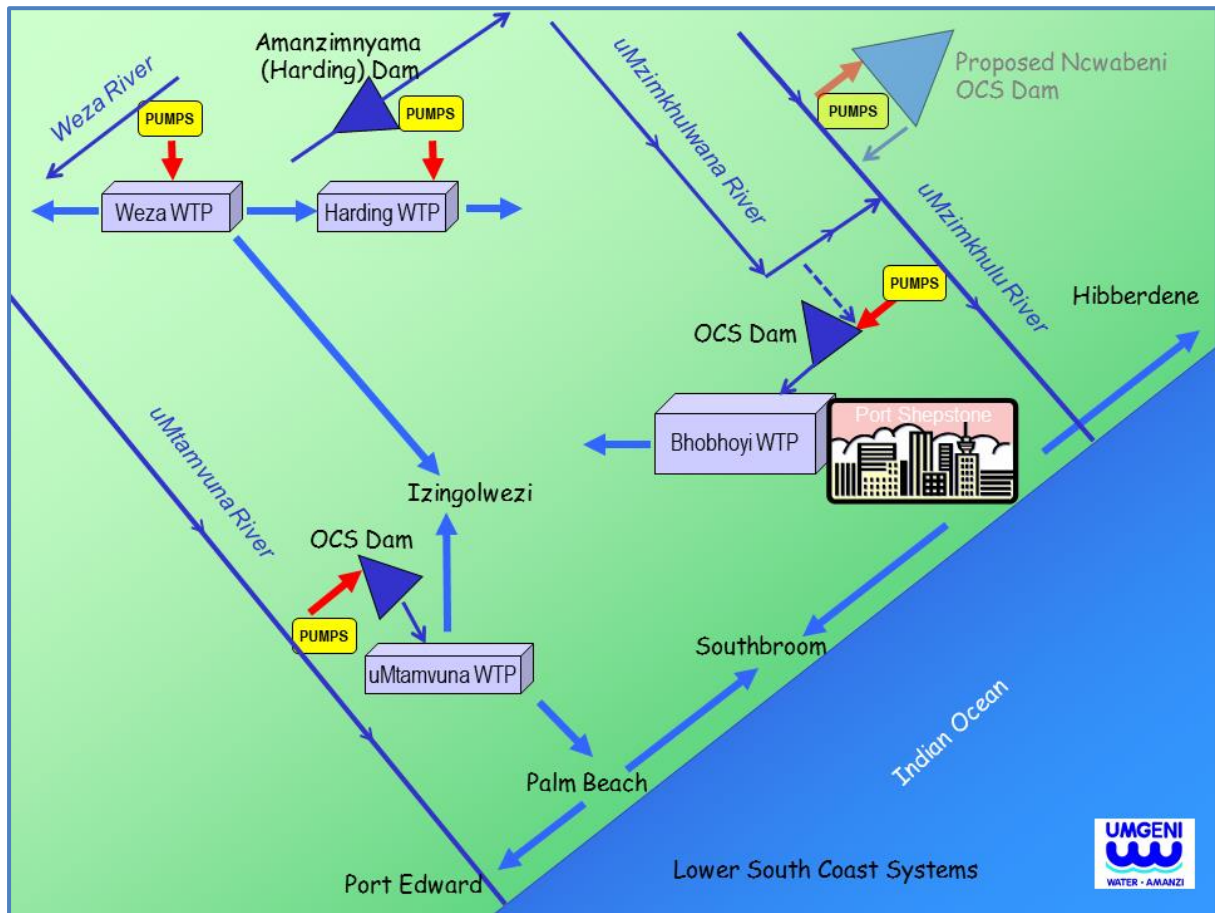 Amanzimnyama
(Harding) Dam
Proposed Ncwabeni
OCS Dam
Weza River
PUMPS
PUMPS
PUMPS
uMzimkhulwana River
Weza WTP
Harding WTP
uMzimkhulu River
PUMPS
Hibberdene
OCS Dam
Port Shepstone
Bhobhoyi WTP
uMtamvuna River
Izingolwezi
OCS Dam
PUMPS
uMtamvuna WTP
Southbroom
Indian Ocean
Palm Beach
Port Edward
Lower South Coast Systems
UMGENI
WATER • AMANZI